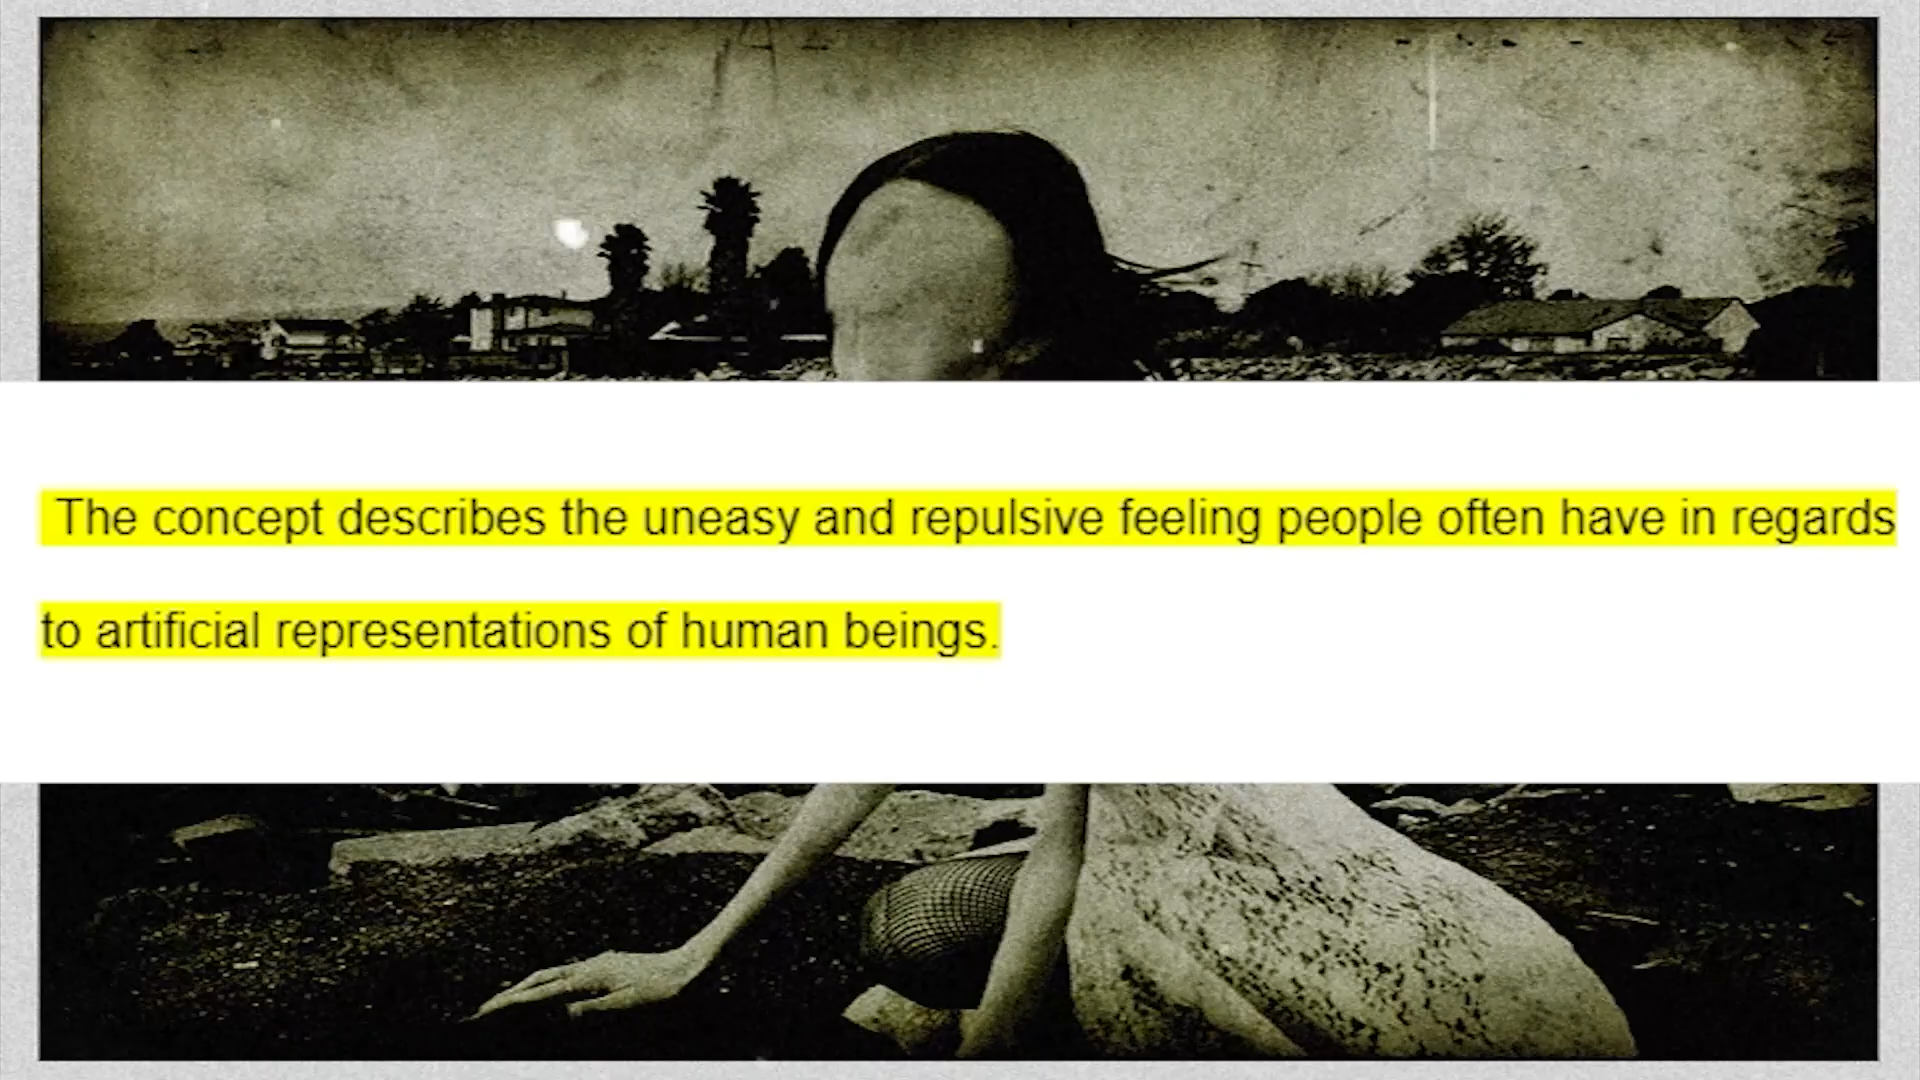 The concept describes the uneasy and repulsive feeling people often have in regards
to artificial representations of human beings.